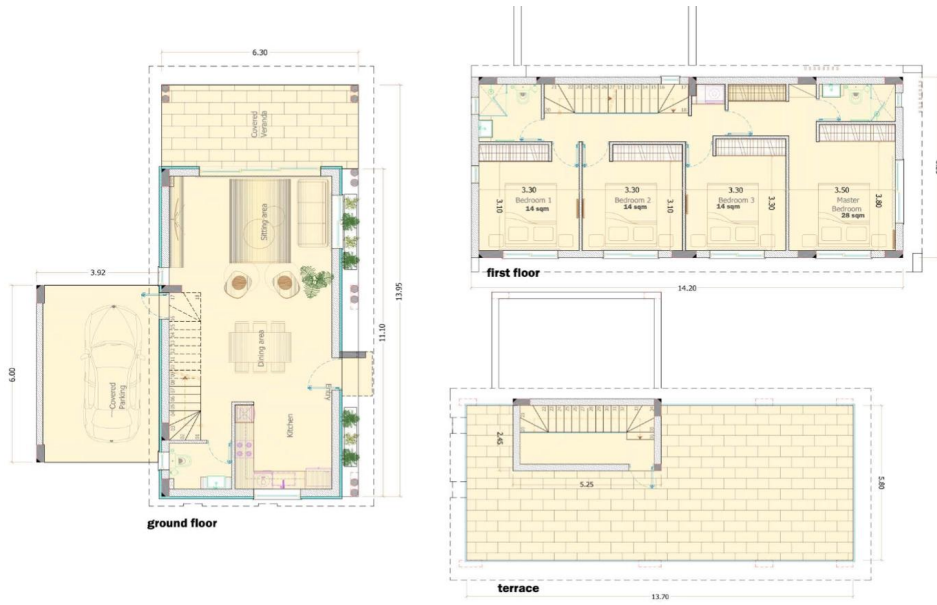 6.30
Covered
Veranda
Sitting area
3.92
13.95
11.10
Dining area
6.00
Covered
Parking
Entry
Kitchen
ground floor
3.30
3.10
Bedroom 1
14 sqm
3.30
Bedroom 2
14 sqm
3.10
3.30
Bedroom 3
14 sqm
3.30
3.50
Master
Bedroom
28 sqm
3.80
first floor
14.20
2.45
5.25
5.80
terrace
13.70